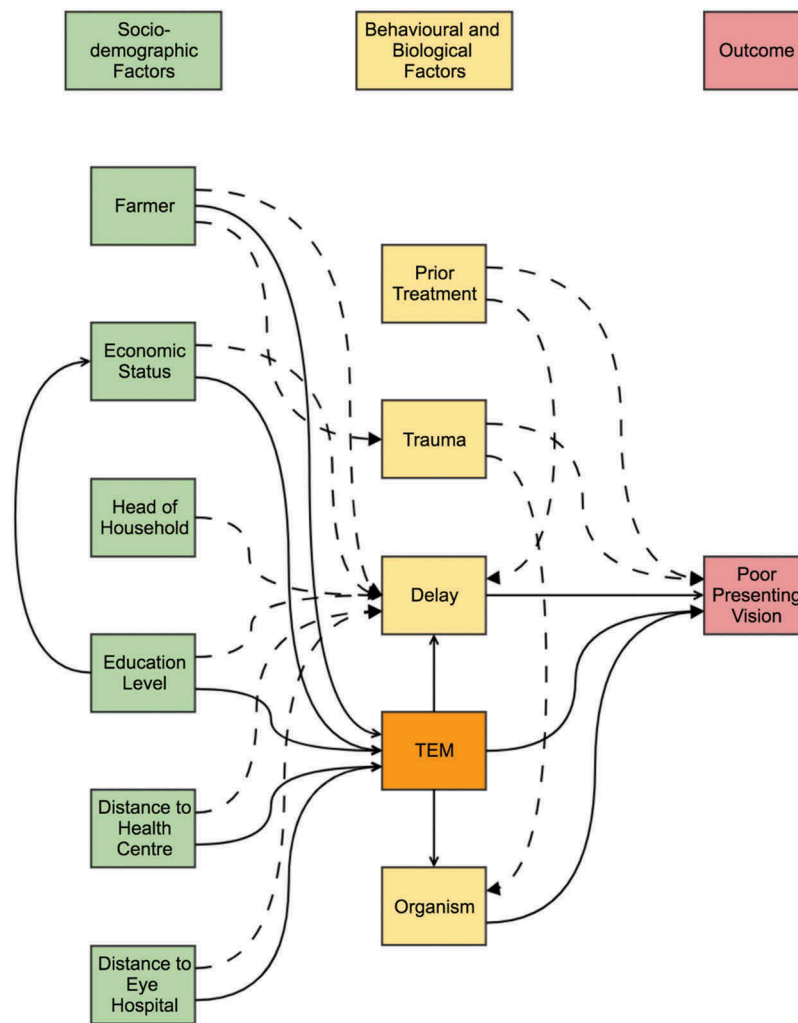 Socio-
demographic
Factors
Behavioural and
Biological
Factors
Outcome
Farmer
Prior
Treatment
Economic
Status
Trauma
Head of
Household
Delay
Poor
Presenting
Vision
Education
Level
TEM
Distance to
Health
Centre
Organism
Distance to
Eye
Hospital